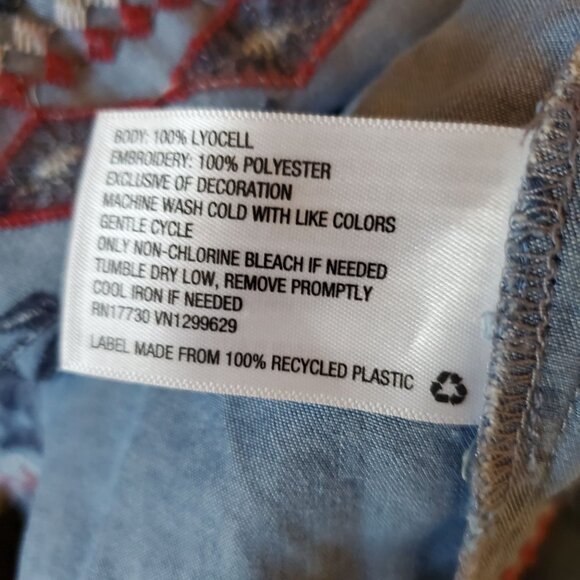 BODY: 100% LYOCELL
EMBROIDERY: 100% POLYESTER
EXCLUSIVE OF DECORATION
MACHINE WASH COLD WITH LIKE COLORS
GENTLE CYCLE
ONLY NON-CHLORINE BLEACH IF NEEDED
TUMBLE DRY LOW, REMOVE PROMPTLY
COOL IRON IF NEEDED
RN17730 VN1299629
LABEL MADE FROM 100% RECYCLED PLASTIC